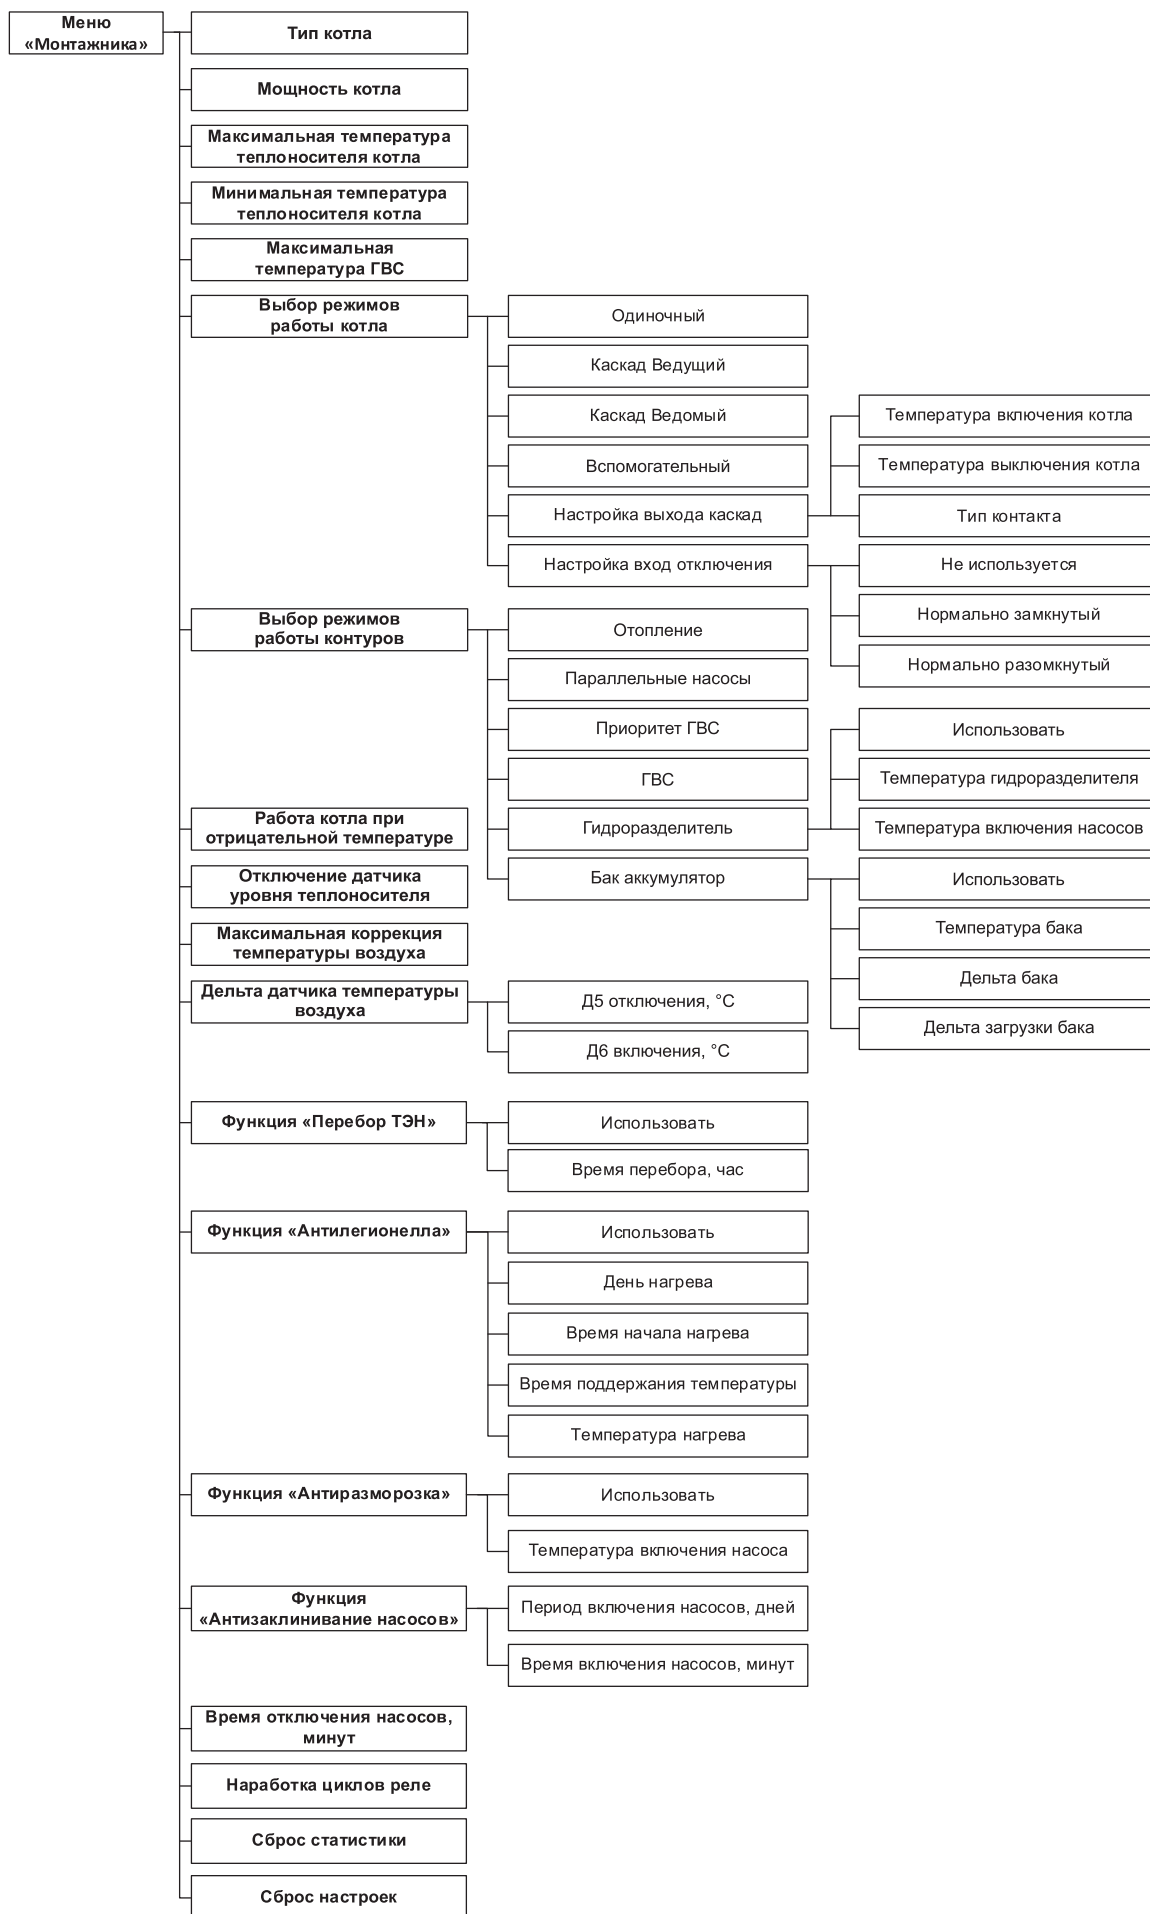 Меню
«Монтажника»
Тип котла
Мощность котла
Максимальная температура
теплоносителя котла
Минимальная температура
теплоносителя котла
Максимальная
температура ГВС
Выбор режимов
работы котла
Одиночный
Каскад Ведущий
Каскад Ведомый
Вспомогательный
Настройка выхода каскад
Температура включения котла
Температура выключения котла
Тип контакта
Настройка вход отключения
Не используется
Нормально замкнутый
Нормально разомкнутый
Выбор режимов
работы контуров
Отопление
Параллельные насосы
Приоритет ГВС
ГВС
Гидроразделитель
Использовать
Температура гидроразделителя
Температура включения насосов
Бак аккумулятор
Использовать
Температура бака
Дельта бака
Дельта загрузки бака
Работа котла при
отрицательной температуре
Отключение датчика
уровня теплоносителя
Максимальная коррекция
температуры воздуха
Дельта датчика температуры
воздуха
Д5 отключения, °С
Д6 включения, °С
Функция «Перебор ТЭН»
Использовать
Время перебора, час
Функция «Антилегионелла»
Использовать
День нагрева
Время начала нагрева
Время поддержания температуры
Температура нагрева
Функция «Антиразморозка»
Использовать
Температура включения насоса
Функция
«Антизаклинивание насосов»
Период включения насосов, дней
Время включения насосов, минут
Время отключения насосов,
минут
Наработка циклов реле
Сброс статистики
Сброс настроек